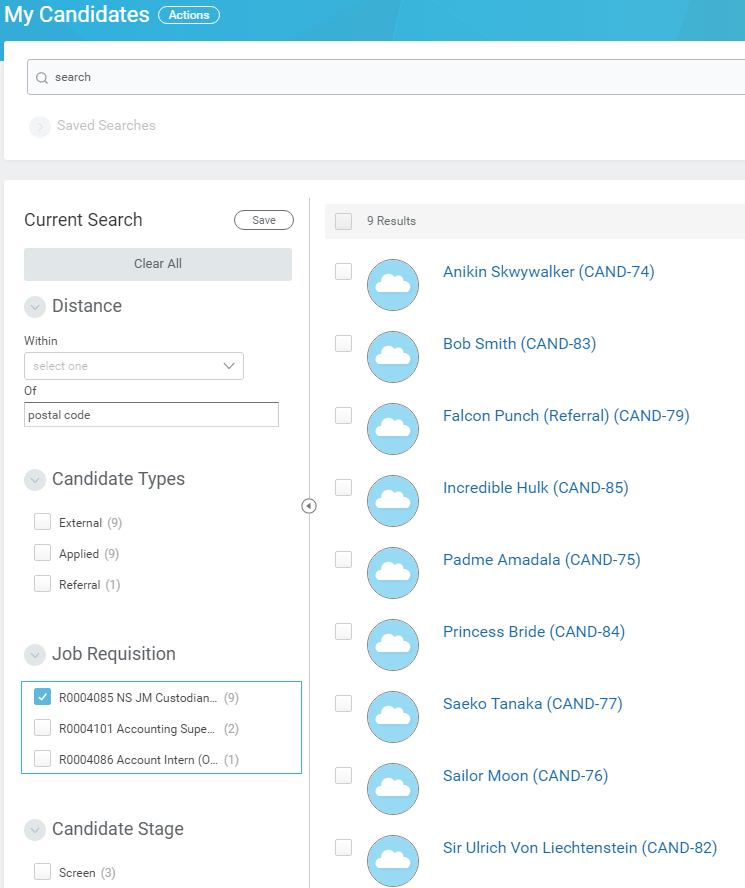 My Candidates Actions
search
Saved Searches
Current Search Save
Clear All
Distance
Within
select one
Of
postal code
Candidate Types
External (9)
Applied (9)
Referral (1)
Job Requisition
R0004085 NS JM Custodian... (9)
R0004101 Accounting Supe... (2)
R0004086 Account Intern (O... (1)
Candidate Stage
Screen (3)
9 Results
Anikin Skwywalker (CAND-74)
Bob Smith (CAND-83)
Falcon Punch (Referral) (CAND-79)
Incredible Hulk (CAND-85)
Padme Amadala (CAND-75)
Princess Bride (CAND-84)
Saeko Tanaka (CAND-77)
Sailor Moon (CAND-76)
Sir Ulrich Von Liechtenstein (CAND-82)